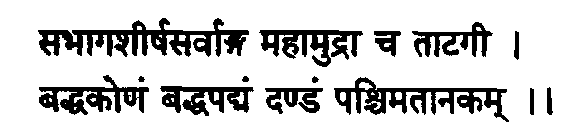 सभागशीर्षसर्वाङ्ग महामुद्रा च ताटगी ।
बद्धकोणं बद्धपद्मं दण्डं पश्चिमतानकम् ।।